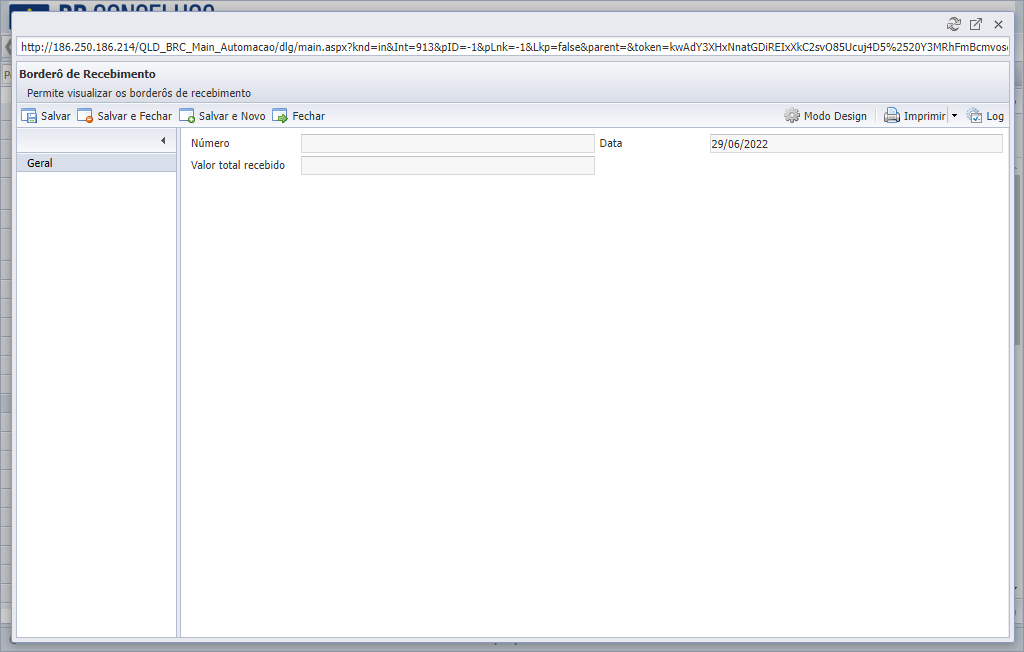 BR CONSELHOS
http://186.250.186.214/QLD_BRC_Main_Automacao/dlg/main.aspx?knd=in&Int=913&pID=-1&pLnk=-1&Lkp=false&parent=&token=kwAdY3XHxNnatGDiREIxXkC2svO85Ucuj4D5%2520Y3MRhFmBcmvos
Borderô de Recebimento
Permite visualizar os borderôs de recebimento
Salvar Salvar e Fechar Salvar e Novo Fechar Modo Design Imprimir Log
Número Data 29/06/2022
Geral
Valor total recebido